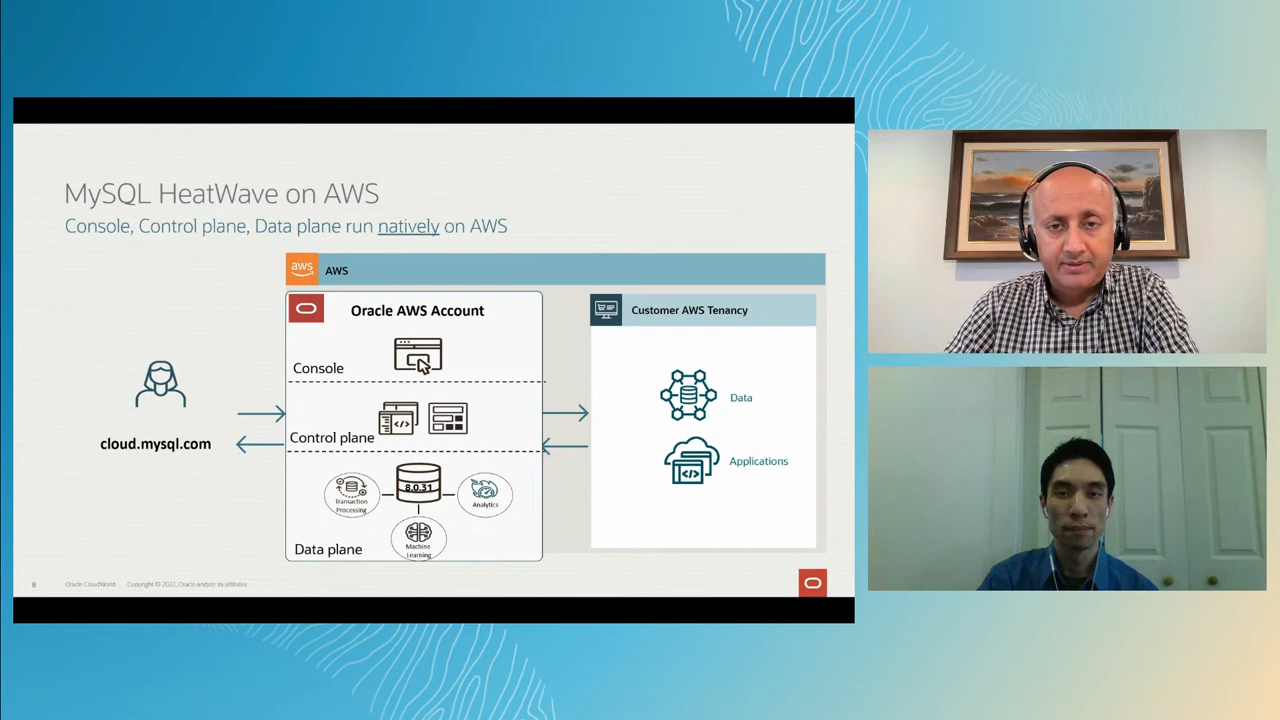 MySQL HeatWave on AWS
Console, Control plane, Data plane run natively on AWS
aws
AWS
Oracle AWS Account
Customer AWS Tenancy
Console
Data
cloud.mysql.com
Control plane
Applications
8.0.31
Transaction
Processing
Analytics
Machine
Learning
Data plane
8
Oracle CloudWorld
Copyright © 2022, Oracle and/or its affiliates